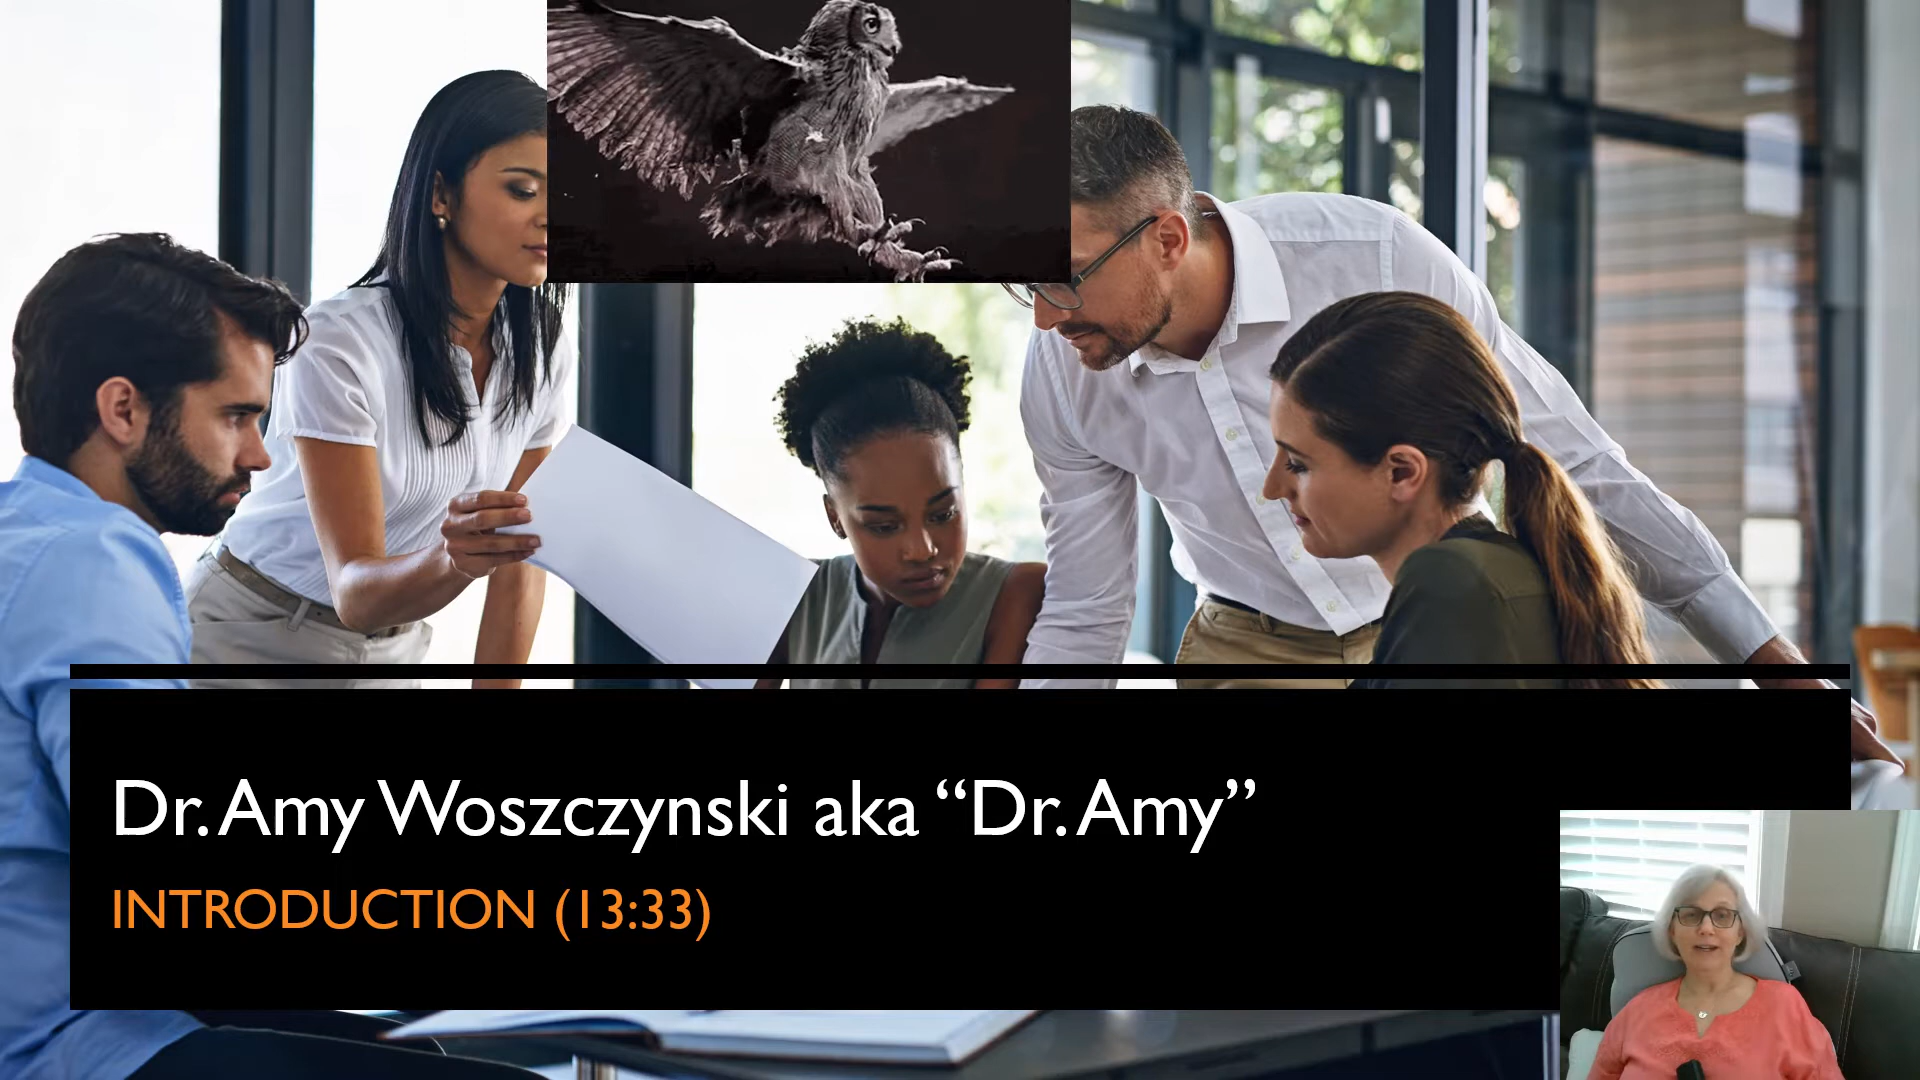 Dr. Amy Woszczynski aka “Dr. Amy”
INTRODUCTION (13:33)